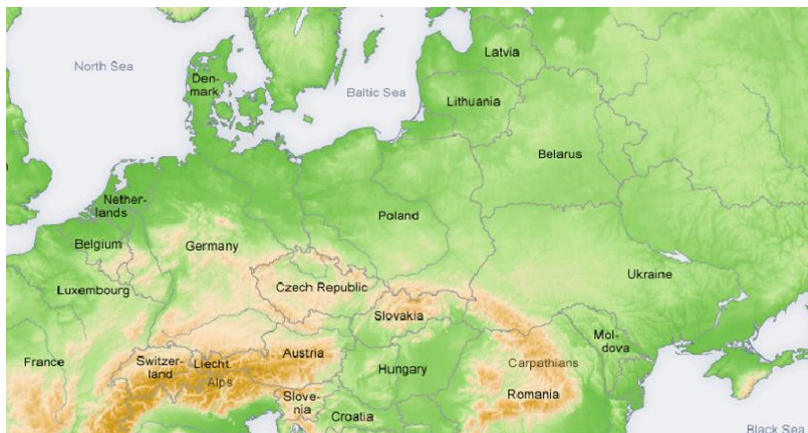 Latvia
North Sea
Den-
mark
Baltic Sea
Lithuania
Belarus
Nether-
lands
Poland
Belgium
Germany
Ukraine
Czech Republic
Luxembourg
Slovakia
Mol-
dova
France
Switzer-
land
Liecht.
Austria
Carpathians
Hungary
Alps
Romania
Slove-
nia
Croatia
Black Sea